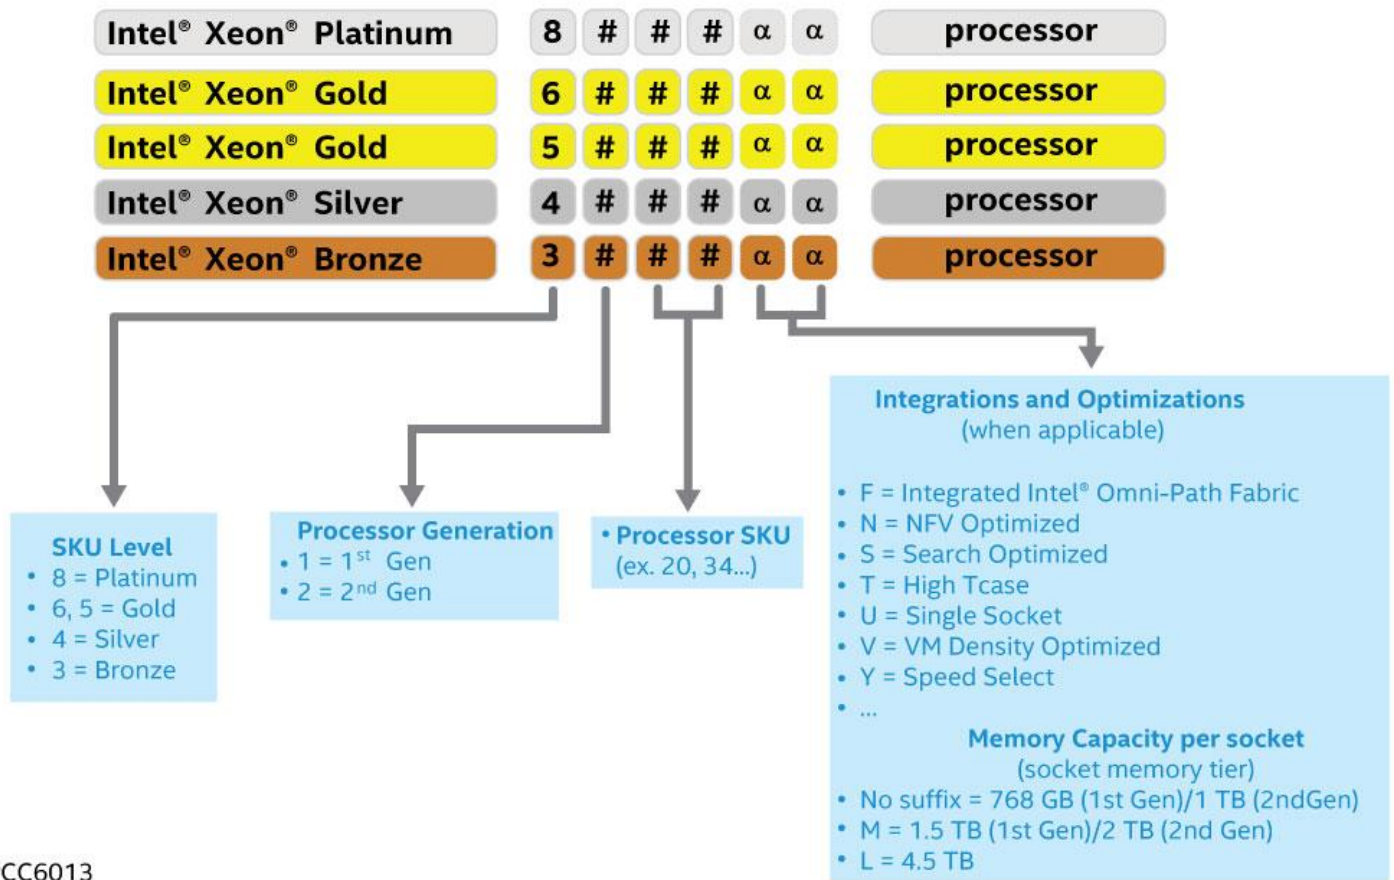 Intel® Xeon® Platinum 8 # # # α α processor
Intel® Xeon® Gold 6 # # # α α processor
Intel® Xeon® Gold 5 # # # α α processor
Intel® Xeon® Silver 4 # # # α α processor
Intel® Xeon® Bronze 3 # # # α α processor
SKU Level
• 8 = Platinum
• 6, 5 = Gold
• 4 = Silver
• 3 = Bronze
Processor Generation
• 1 = 1st Gen
• 2 = 2nd Gen
• Processor SKU
(ex. 20, 34...)
Integrations and Optimizations
(when applicable)
• F = Integrated Intel® Omni-Path Fabric
• N = NFV Optimized
• S = Search Optimized
• T = High Tcase
• U = Single Socket
• V = VM Density Optimized
• Y = Speed Select
• ...
Memory Capacity per socket
(socket memory tier)
• No suffix = 768 GB (1st Gen)/1 TB (2ndGen)
• M = 1.5 TB (1st Gen)/2 TB (2nd Gen)
• L = 4.5 TB
CC6013